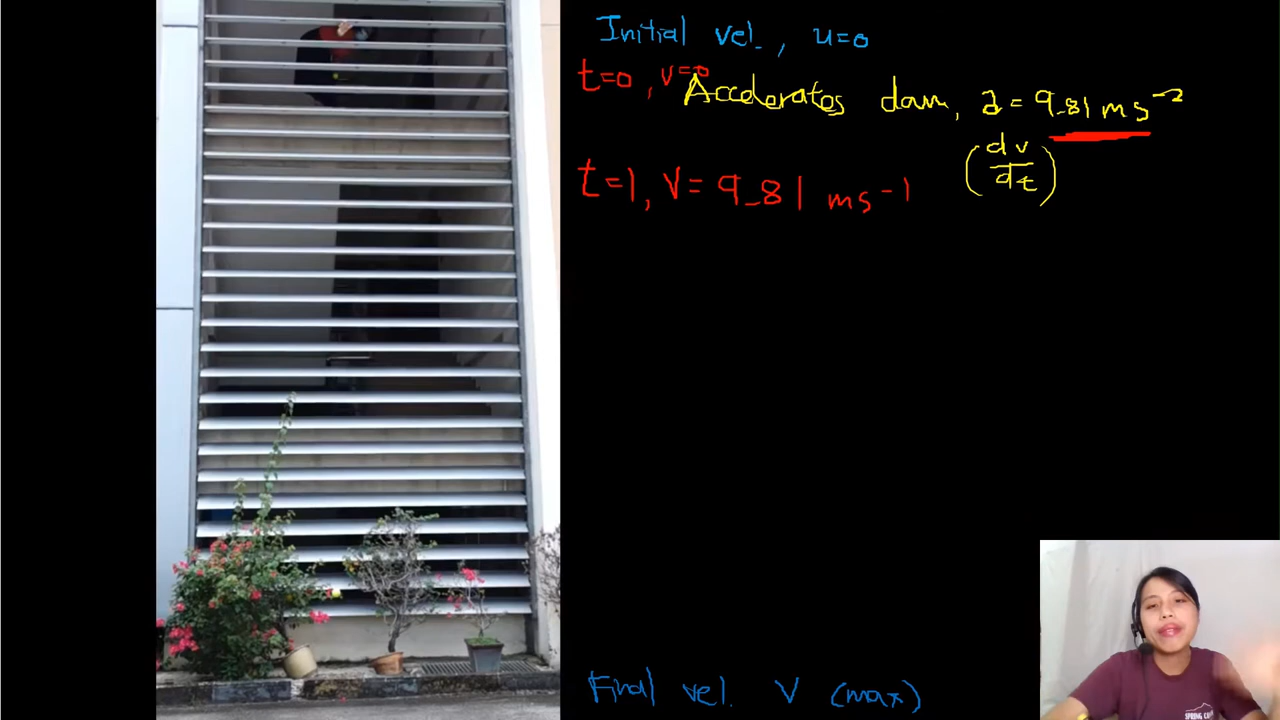 Initial vel., u=0
t=0, v=0
Accelerates down, a = 9.81 ms⁻²
(dv/dt)
t=1, v= 9.81 ms⁻¹
Final vel. V (max)